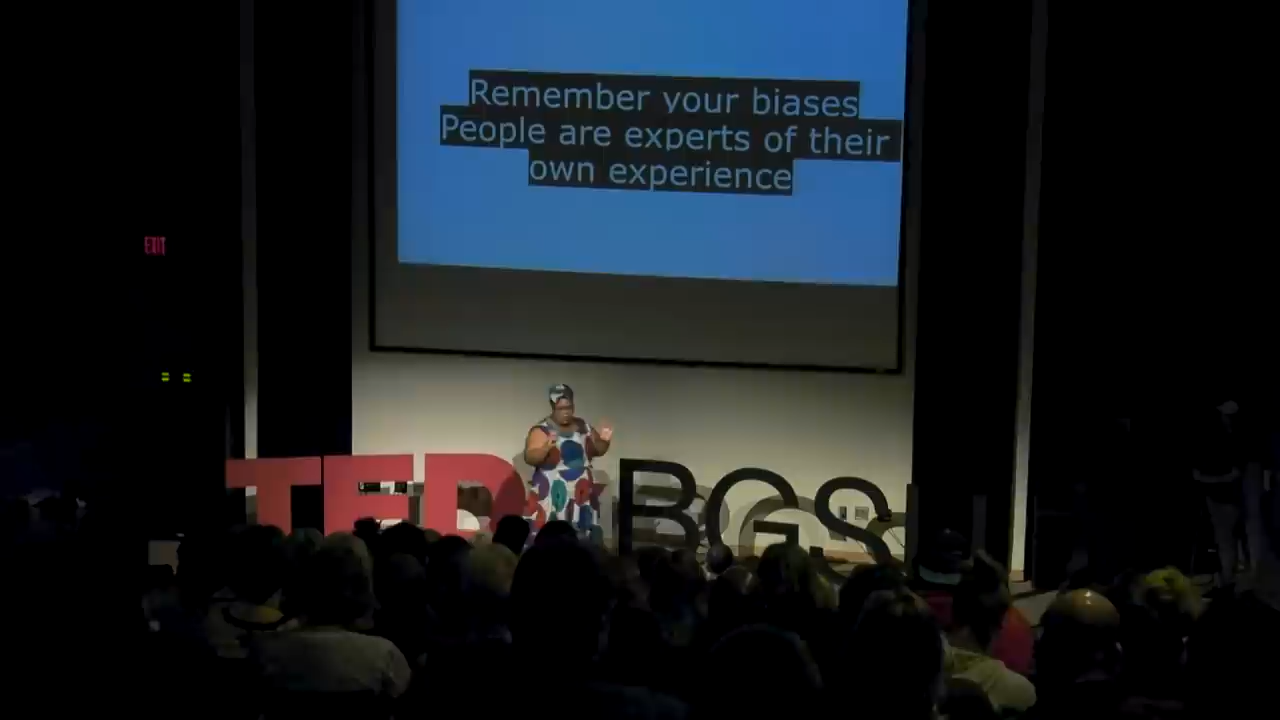 Remember your biases
People are experts of their
own experience
EXIT
TED BGSU